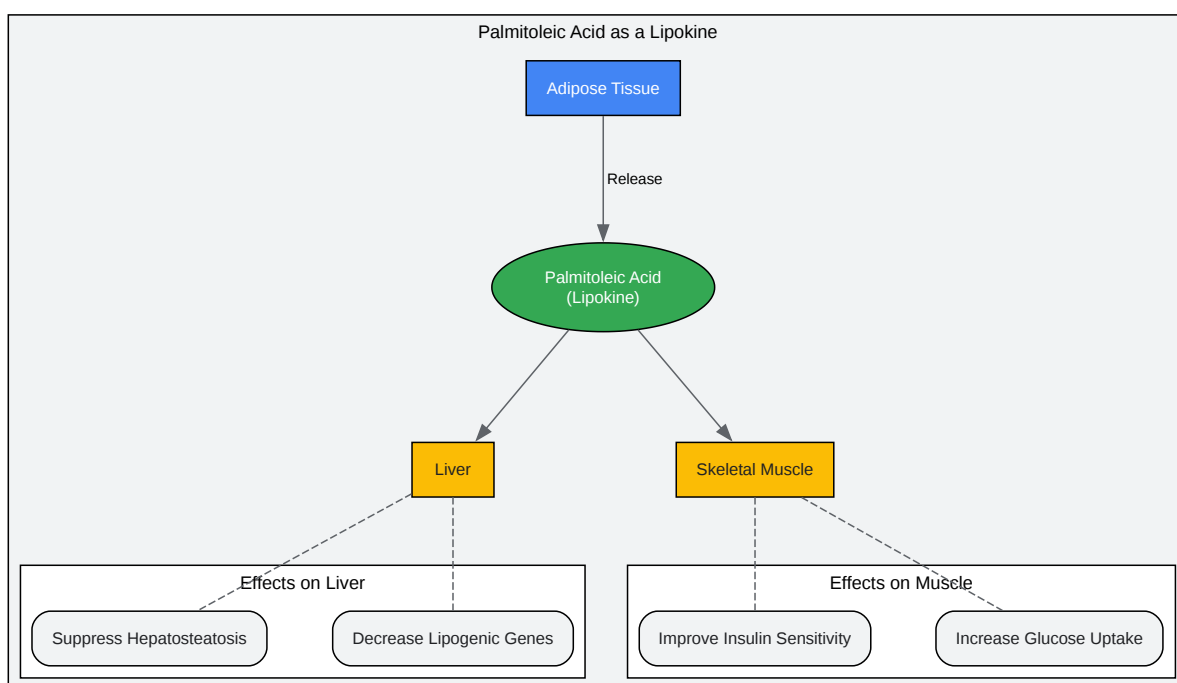 Palmitoleic Acid as a Lipokine
Adipose Tissue
Release
Palmitoleic Acid
(Lipokine)
Liver
Skeletal Muscle
Effects on Liver
Effects on Muscle
Suppress Hepatosteatosis
Decrease Lipogenic Genes
Improve Insulin Sensitivity
Increase Glucose Uptake